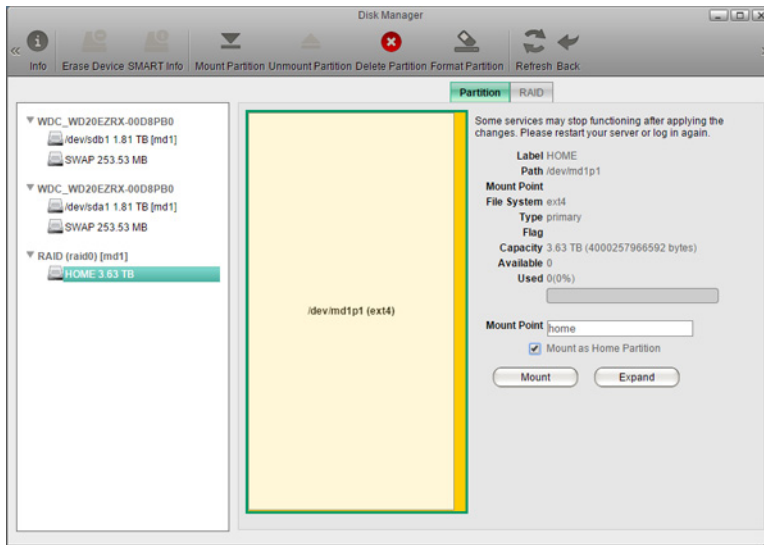 Disk Manager
«
Info Erase Device SMART Info Mount Partition Unmount Partition Delete Partition Format Partition Refresh Back
Partition RAID
WDC_WD20EZRX-00D8PB0
/dev/sdb1 1.81 TB [md1]
SWAP 253.53 MB
WDC_WD20EZRX-00D8PB0
/dev/sda1 1.81 TB [md1]
SWAP 253.53 MB
RAID (raid0) [md1]
HOME 3.63 TB
/dev/md1p1 (ext4)
Some services may stop functioning after applying the
changes. Please restart your server or log in again.
Label HOME
Path /dev/md1p1
Mount Point
File System ext4
Type primary
Flag
Capacity 3.63 TB (4000257966592 bytes)
Available 0
Used 0(0%)
Mount Point home
Mount as Home Partition
Mount Expand